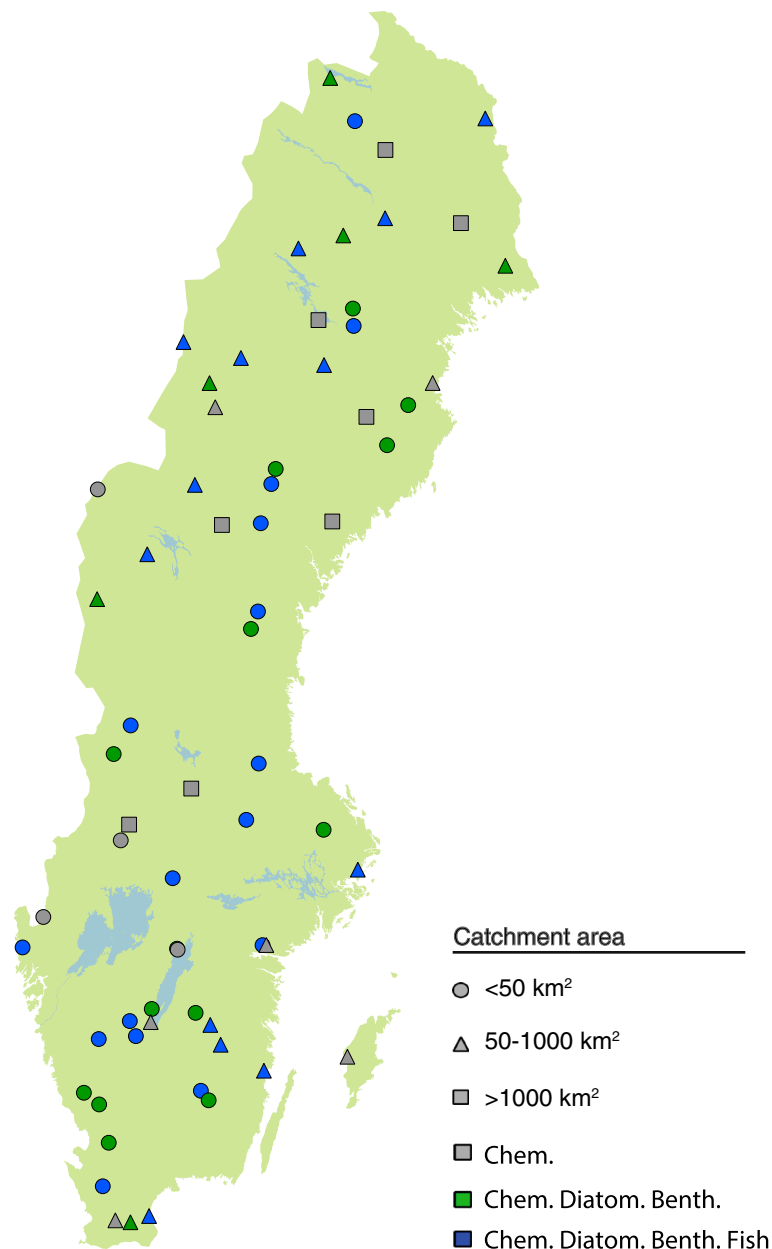 Catchment area
<50 km²
50-1000 km²
>1000 km²
Chem.
Chem. Diatom. Benth.
Chem. Diatom. Benth. Fish